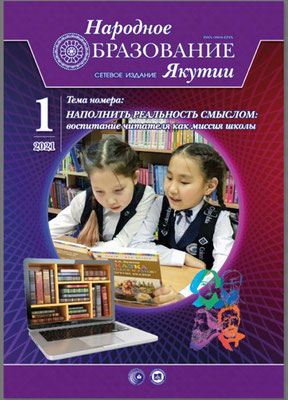 Народное
ОБРАЗОВАНИЕ
СЕТЕВОЕ ИЗДАНИЕ
Якутии
1
2021
Тема номера:
НАПОЛНИТЬ РЕАЛЬНОСТЬ СМЫСЛОМ:
воспитание читателя как миссия школы